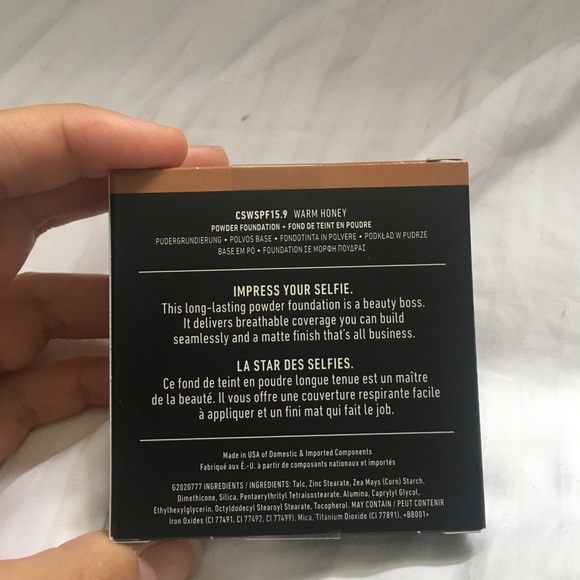 CSWSPF15.9 WARM HONEY
POWDER FOUNDATION • FOND DE TEINT EN POUDRE
PUDERGRUNDIERUNG • POLVOS BASE • FONDOTINTA IN POLVERE • PODKŁAD W PUDRZE
BASE EM PÓ • FOUNDATION ΣΕ ΜΟΡΦΗ ΠΟΥΔΡΑΣ
IMPRESS YOUR SELFIE.
This long-lasting powder foundation is a beauty boss.
It delivers breathable coverage you can build
seamlessly and a matte finish that's all business.
LA STAR DES SELFIES.
Ce fond de teint en poudre longue tenue est un maître
de la beauté. Il vous offre une couverture respirante facile
à appliquer et un fini mat qui fait le job.
Made in USA of Domestic & Imported Components
Fabriqué aux É.-U. à partir de composants nationaux et importés
G2020777 INGREDIENTS / INGRÉDIENTS: Talc, Zinc Stearate, Zea Mays (Corn) Starch,
Dimethicone, Silica, Pentaerythrityl Tetraisostearate, Alumina, Caprylyl Glycol,
Ethylhexylglycerin, Octyldodecyl Stearoyl Stearate, Tocopherol. MAY CONTAIN / PEUT CONTENIR
Iron Oxides (CI 77491, CI 77492, CI 77499), Mica, Titanium Dioxide (CI 77891). <BB001>